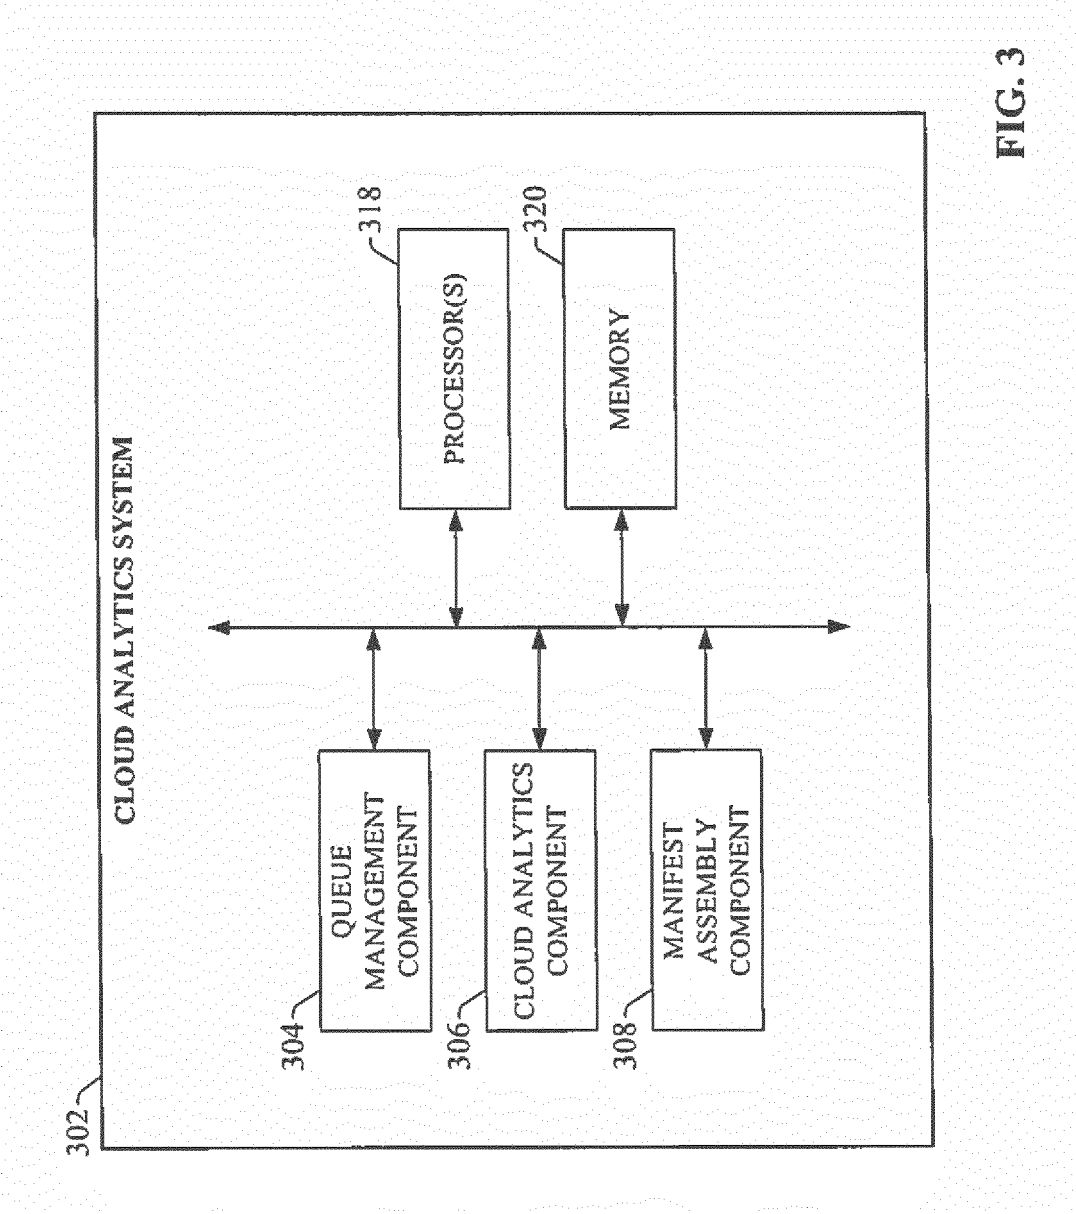 302
CLOUD ANALYTICS SYSTEM
304
QUEUE
MANAGEMENT
COMPONENT
306
CLOUD ANALYTICS
COMPONENT
308
MANIFEST
ASSEMBLY
COMPONENT
318
PROCESSOR(S)
320
MEMORY
FIG. 3